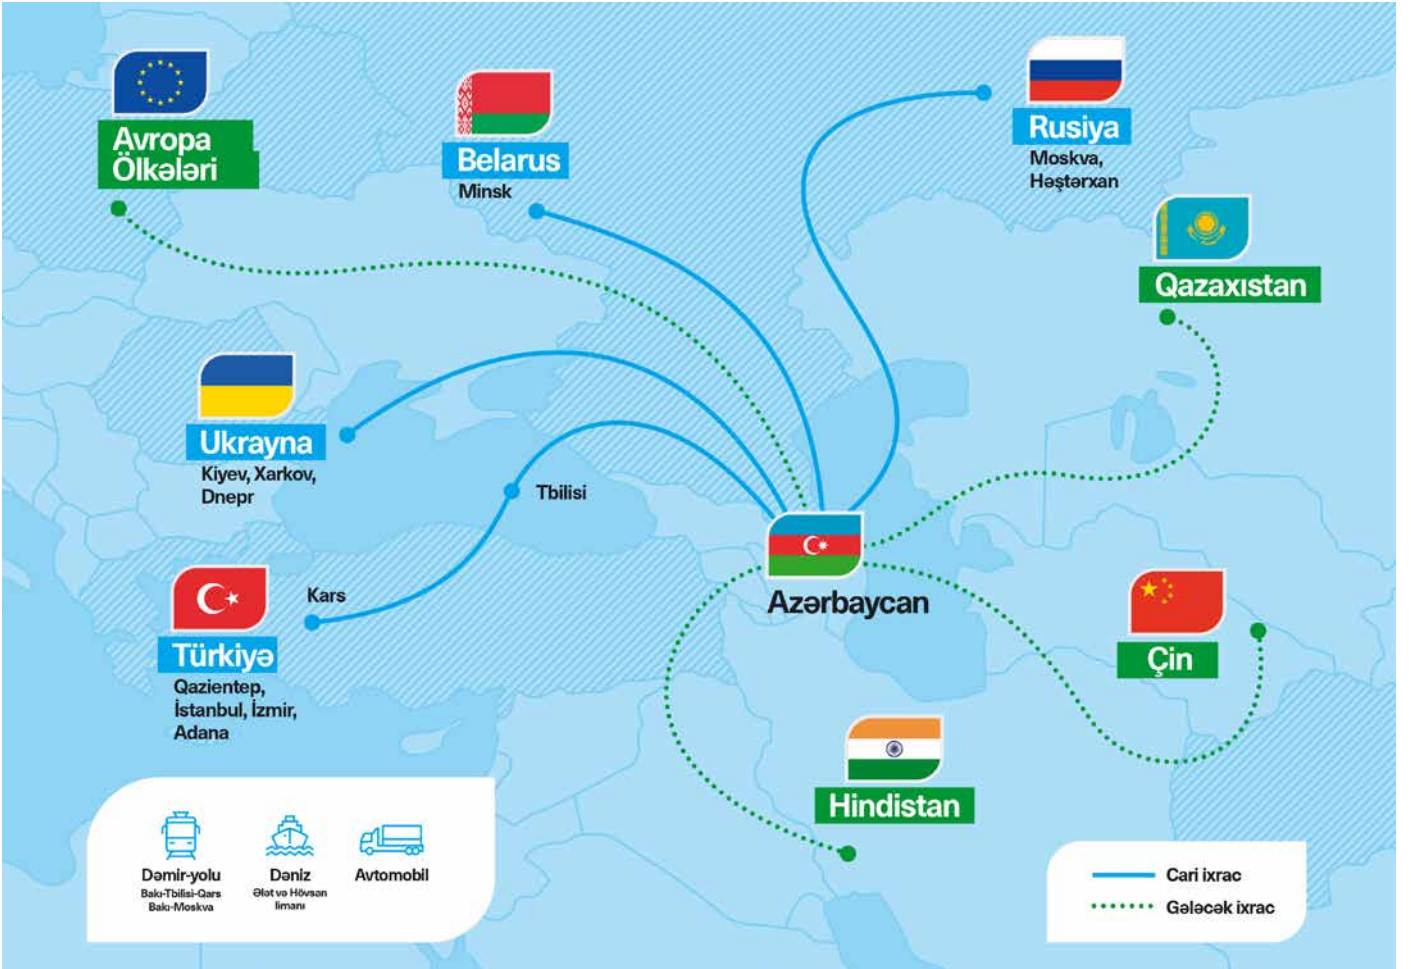 Avropa
Ölkələri
Belarus
Minsk
Rusiya
Moskva,
Həştərxan
Qazaxıstan
Ukrayna
Kiyev, Xarkov,
Dnepr
Tbilisi
Kars
Türkiyə
Qazientep,
İstanbul, İzmir,
Adana
Azərbaycan
Çin
Hindistan
Dəmir-yolu
Bakı-Tbilisi-Qars
Bakı-Moskva
Dəniz
Ələt və Hövsan
limanı
Avtomobil
Cari ixrac
Gələcək ixrac